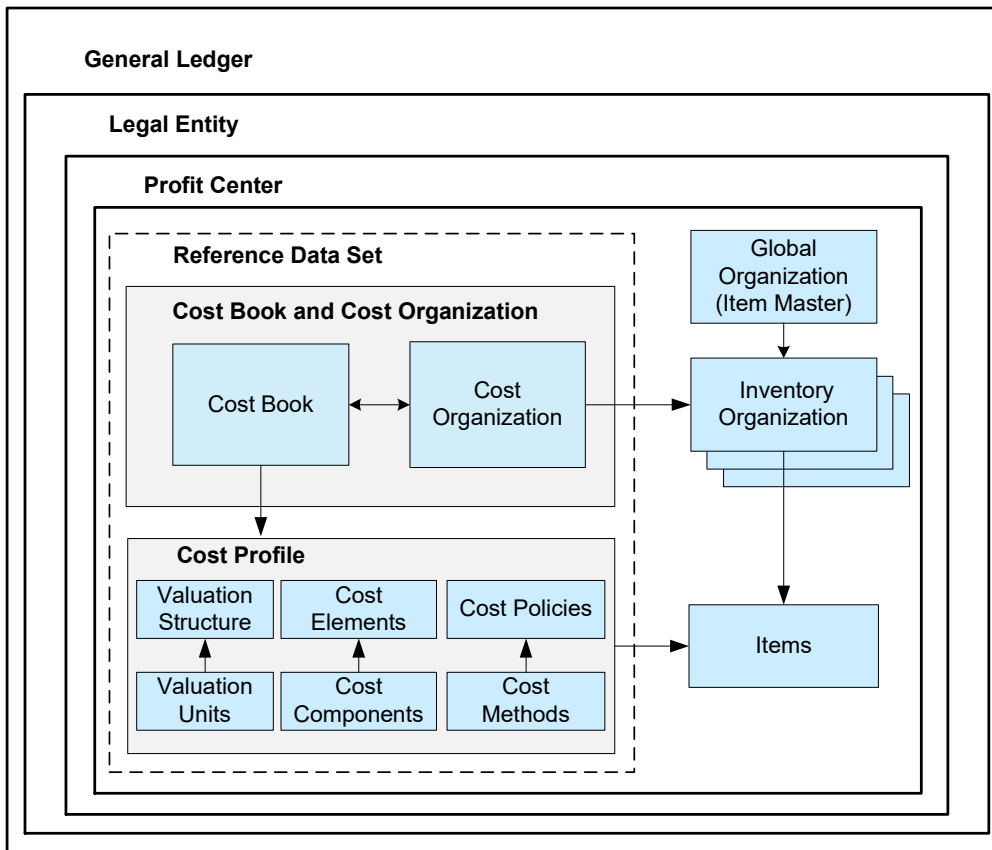 General Ledger
Legal Entity
Profit Center
Reference Data Set
Cost Book and Cost Organization
Cost Book
Cost
Organization
Global
Organization
(Item Master)
Inventory
Organization
Cost Profile
Valuation
Structure
Cost
Elements
Cost Policies
Valuation
Units
Cost
Components
Cost
Methods
Items